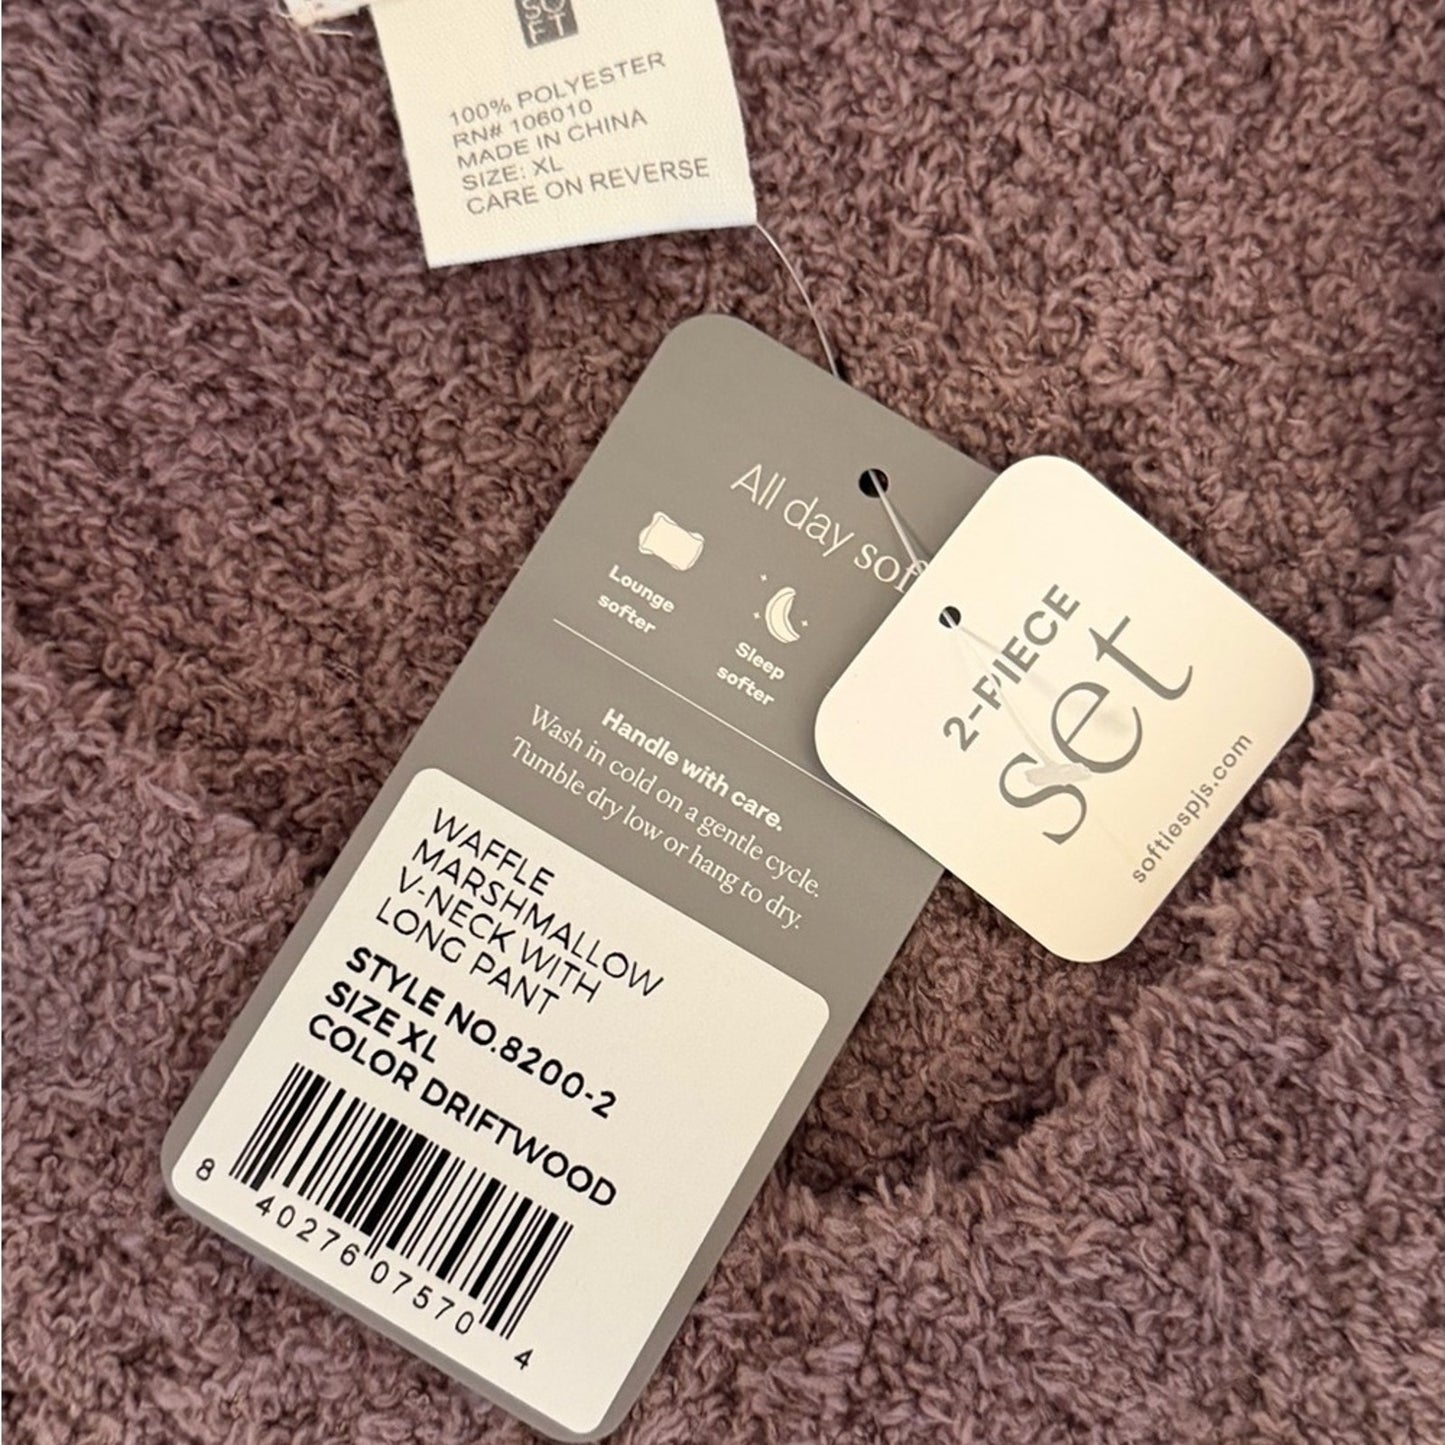 100% POLYESTER
RN# 106010
MADE IN CHINA
SIZE: XL
CARE ON REVERSE
All day sof
Lounge
softer
Sleep
softer
Handle with care.
Wash in cold on a gentle cycle.
Tumble dry low or hang to dry.
2-PIECE
set
softiespjs.com
WAFFLE
MARSHMALLOW
V-NECK WITH
LONG PANT
STYLE NO.8200-2
SIZE XL
COLOR DRIFTWOOD
8 40276 07570 4